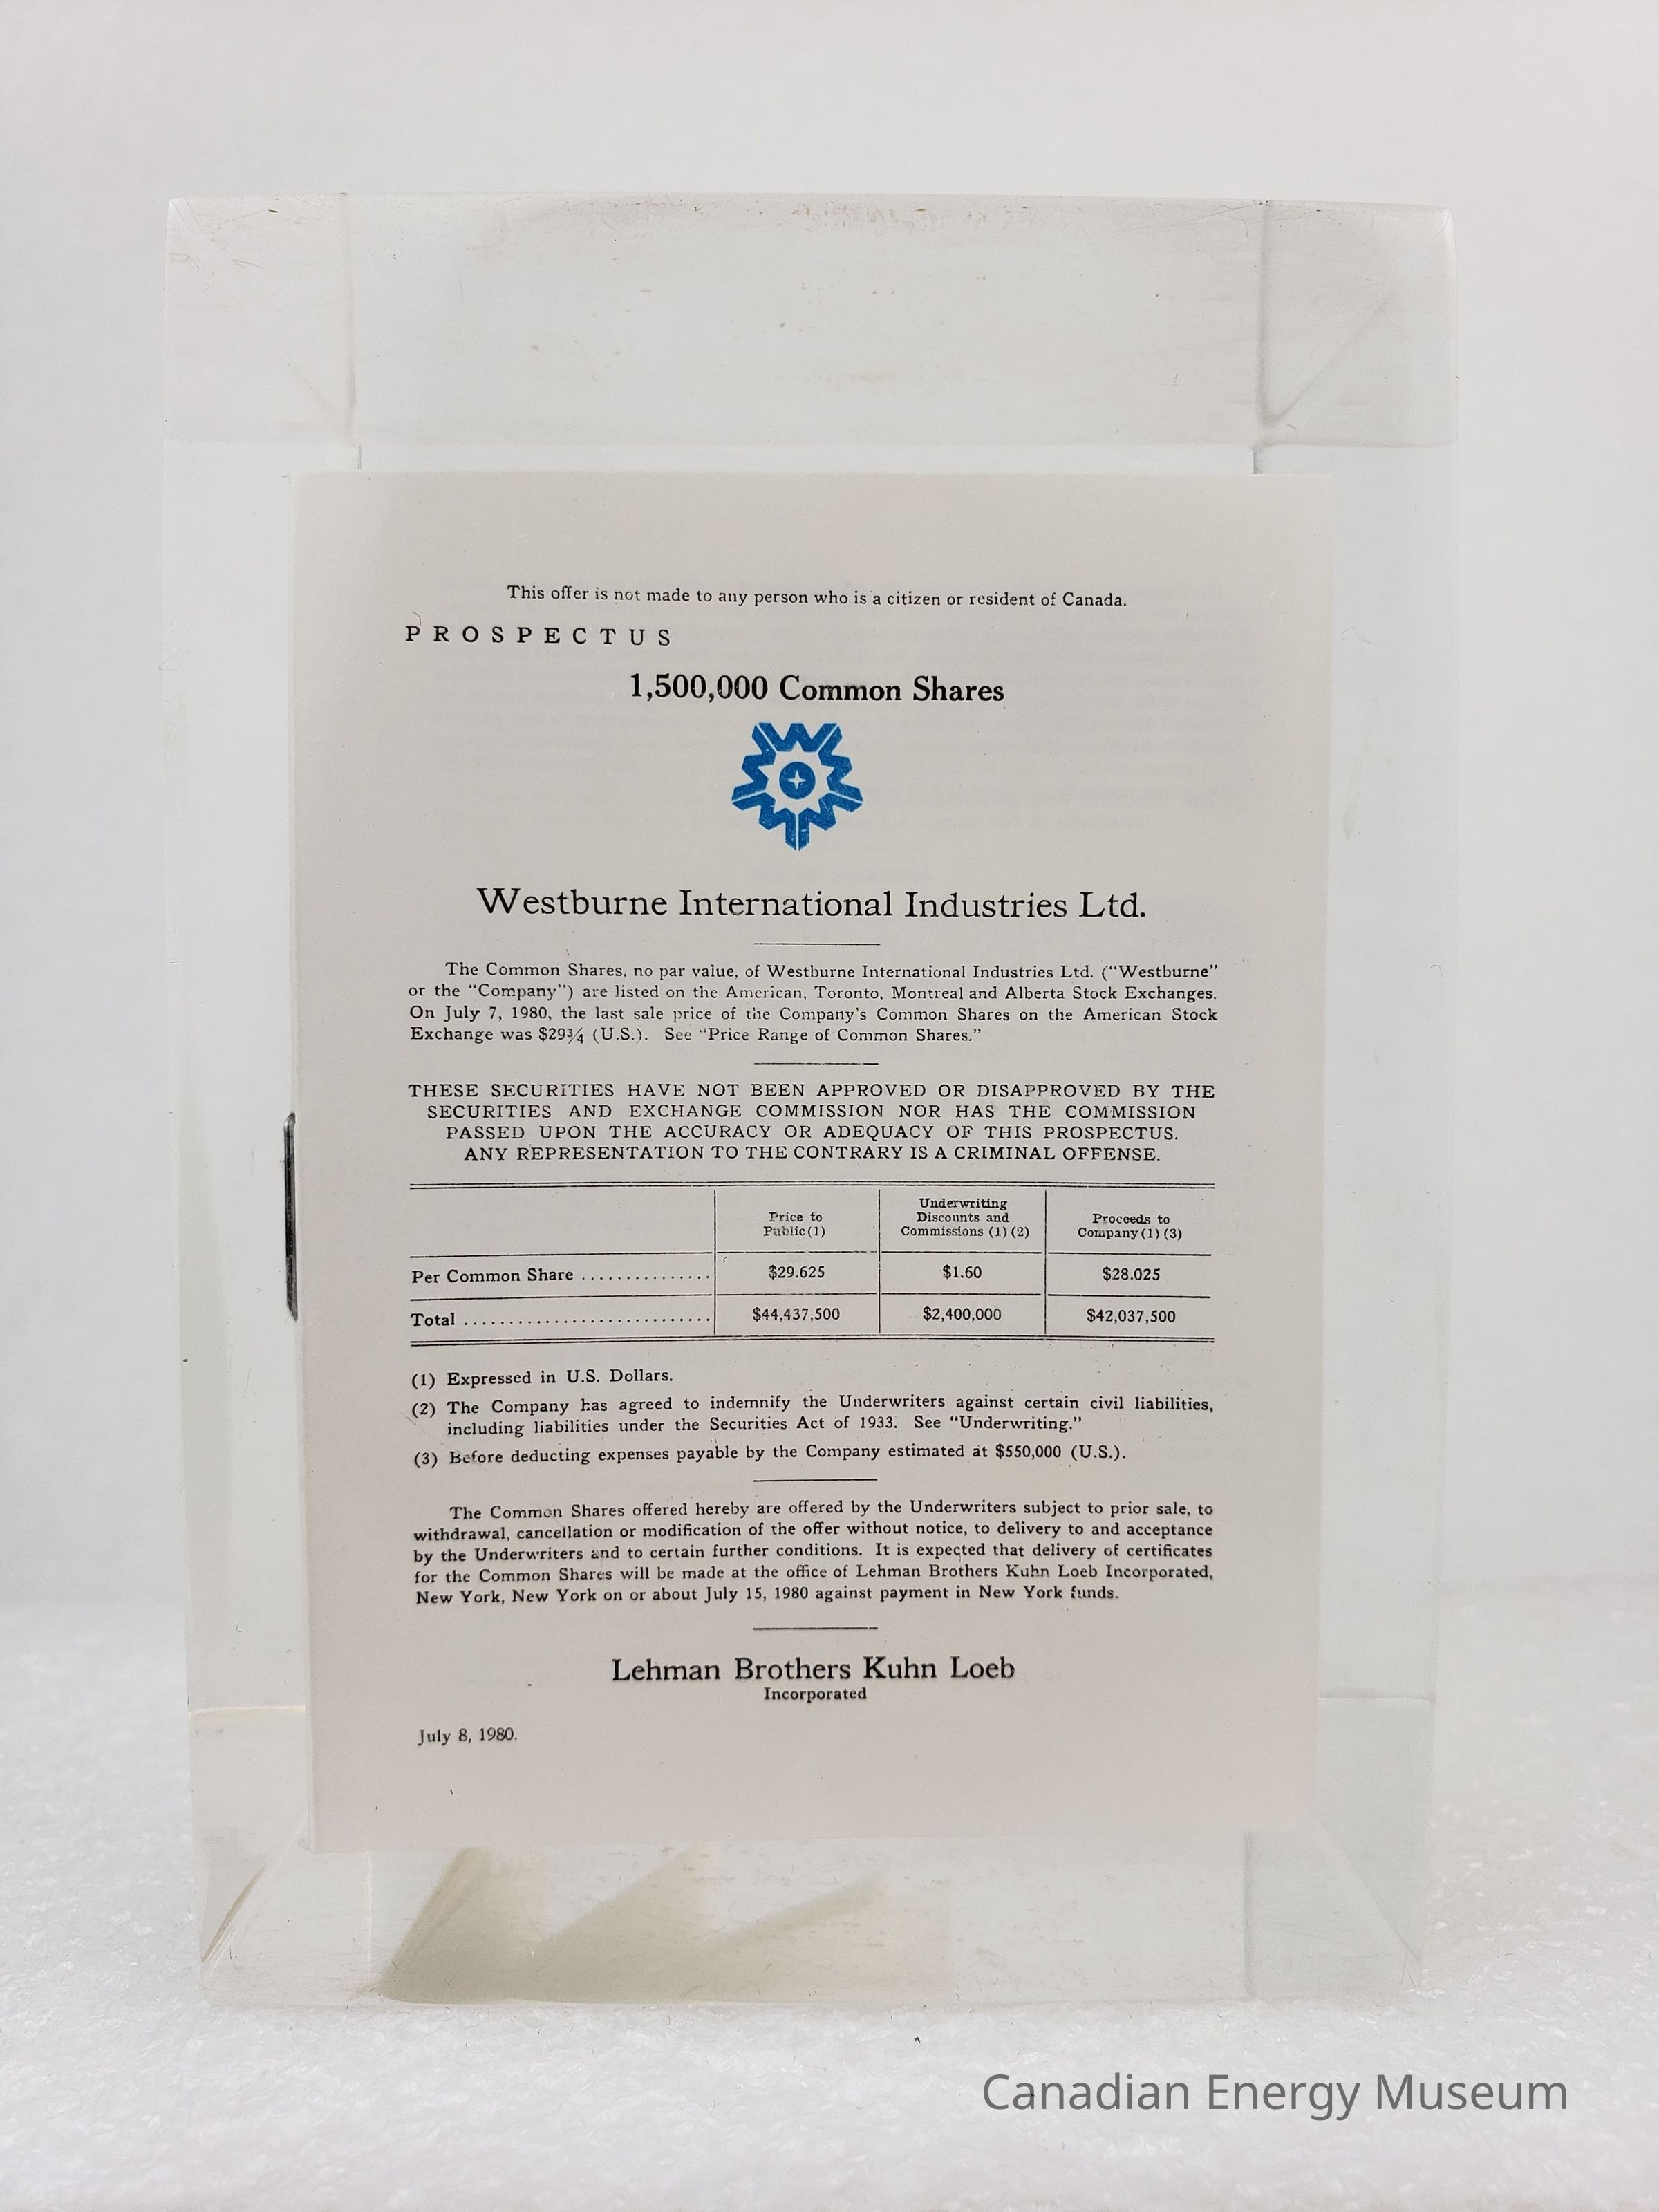 This offer is not made to any person who is a citizen or resident of Canada.
PROSPECTUS
1,500,000 Common Shares
Westburne International Industries Ltd.
The Common Shares, no par value, of Westburne International Industries Ltd. (“Westburne”
or the “Company”) are listed on the American, Toronto, Montreal and Alberta Stock Exchanges.
On July 7, 1980, the last sale price of the Company's Common Shares on the American Stock
Exchange was $29¾ (U.S.). See “Price Range of Common Shares.”
THESE SECURITIES HAVE NOT BEEN APPROVED OR DISAPPROVED BY THE
SECURITIES AND EXCHANGE COMMISSION NOR HAS THE COMMISSION
PASSED UPON THE ACCURACY OR ADEQUACY OF THIS PROSPECTUS.
ANY REPRESENTATION TO THE CONTRARY IS A CRIMINAL OFFENSE.
Price to
Public(1)
Underwriting
Discounts and
Commissions (1) (2)
Proceeds to
Company (1) (3)
Per Common Share ............... $29.625 $1.60 $28.025
Total ........................... $44,437,500 $2,400,000 $42,037,500
(1) Expressed in U.S. Dollars.
(2) The Company has agreed to indemnify the Underwriters against certain civil liabilities,
including liabilities under the Securities Act of 1933. See “Underwriting.”
(3) Before deducting expenses payable by the Company estimated at $550,000 (U.S.).
The Common Shares offered hereby are offered by the Underwriters subject to prior sale, to
withdrawal, cancellation or modification of the offer without notice, to delivery to and acceptance
by the Underwriters and to certain further conditions. It is expected that delivery of certificates
for the Common Shares will be made at the office of Lehman Brothers Kuhn Loeb Incorporated,
New York, New York on or about July 15, 1980 against payment in New York funds.
Lehman Brothers Kuhn Loeb
Incorporated
July 8, 1980.
Canadian Energy Museum